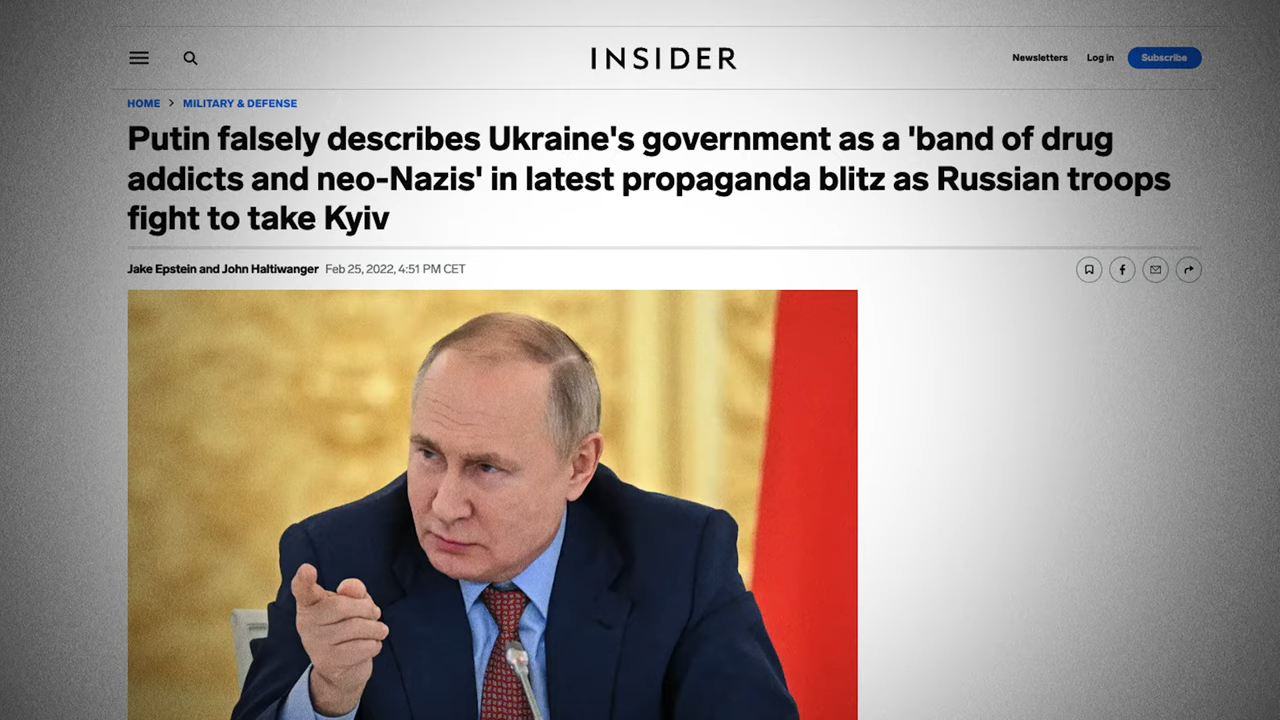 INSIDER
Newsletters Log in Subscribe
HOME > MILITARY & DEFENSE
Putin falsely describes Ukraine's government as a 'band of drug
addicts and neo-Nazis' in latest propaganda blitz as Russian troops
fight to take Kyiv
Jake Epstein and John Haltiwanger Feb 25, 2022, 4:51 PM CET